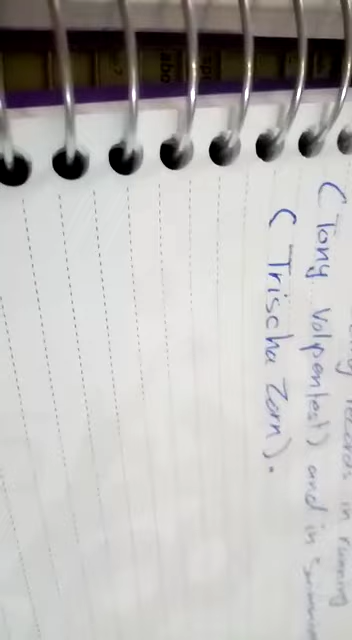 records in running
(Tony Volpentest) and in
(Trischa Zorn).